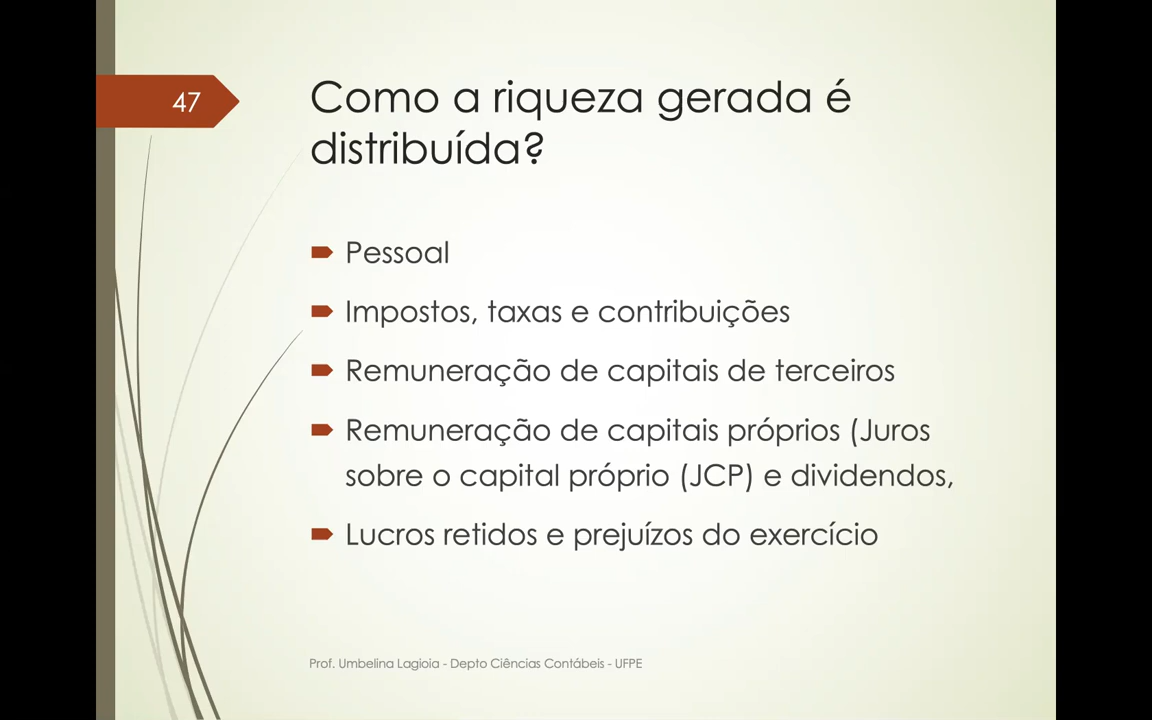 47
Como a riqueza gerada é
distribuída?
Pessoal
Impostos, taxas e contribuições
Remuneração de capitais de terceiros
Remuneração de capitais próprios (Juros
sobre o capital próprio (JCP) e dividendos,
Lucros retidos e prejuízos do exercício
Prof. Umbelina Lagioia - Depto Ciências Contábeis - UFPE